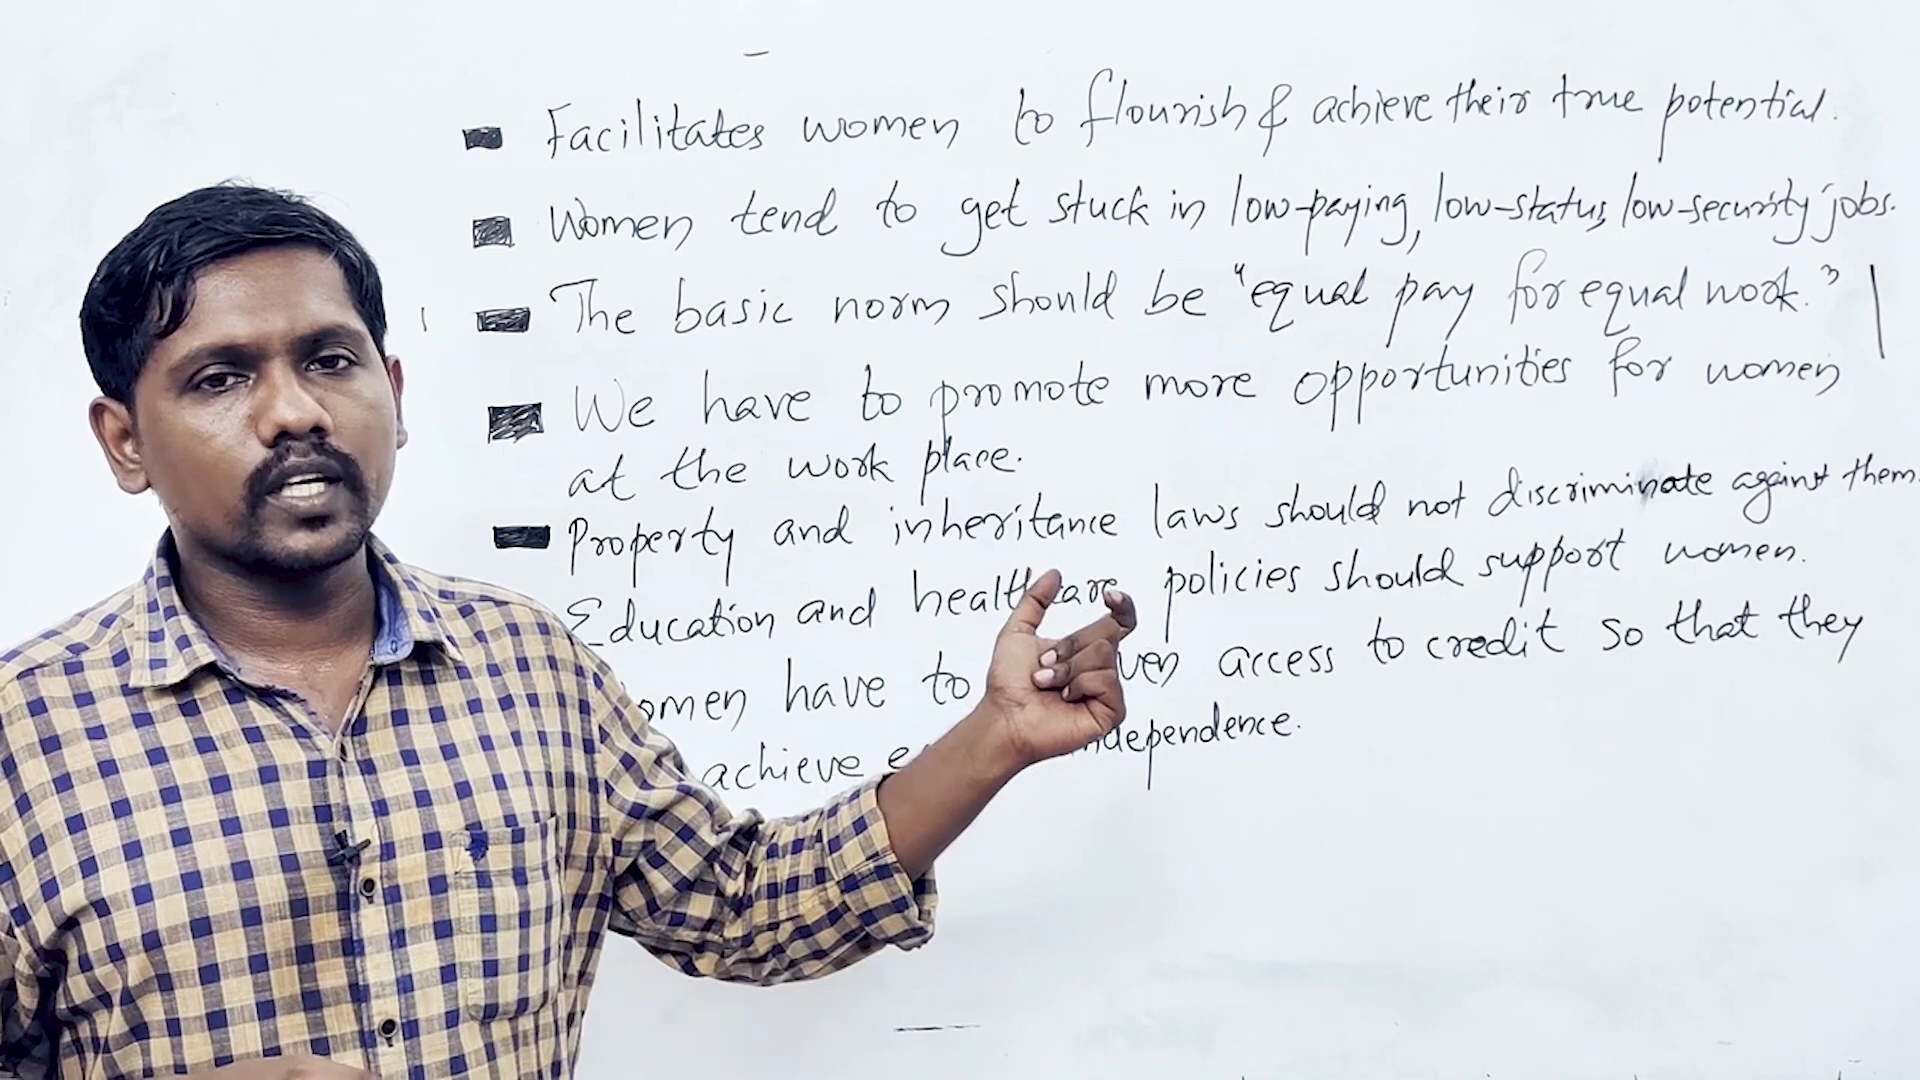 Facilitates women to flourish & achieve their true potential.
Women tend to get stuck in low-paying, low-status, low-security jobs.
The basic norm should be "equal pay for equal work."
We have to promote more opportunities for women
at the work place.
Property and inheritance laws should not discriminate against them.
Education and healthcare policies should support women.
have to access to credit so that they
achieve